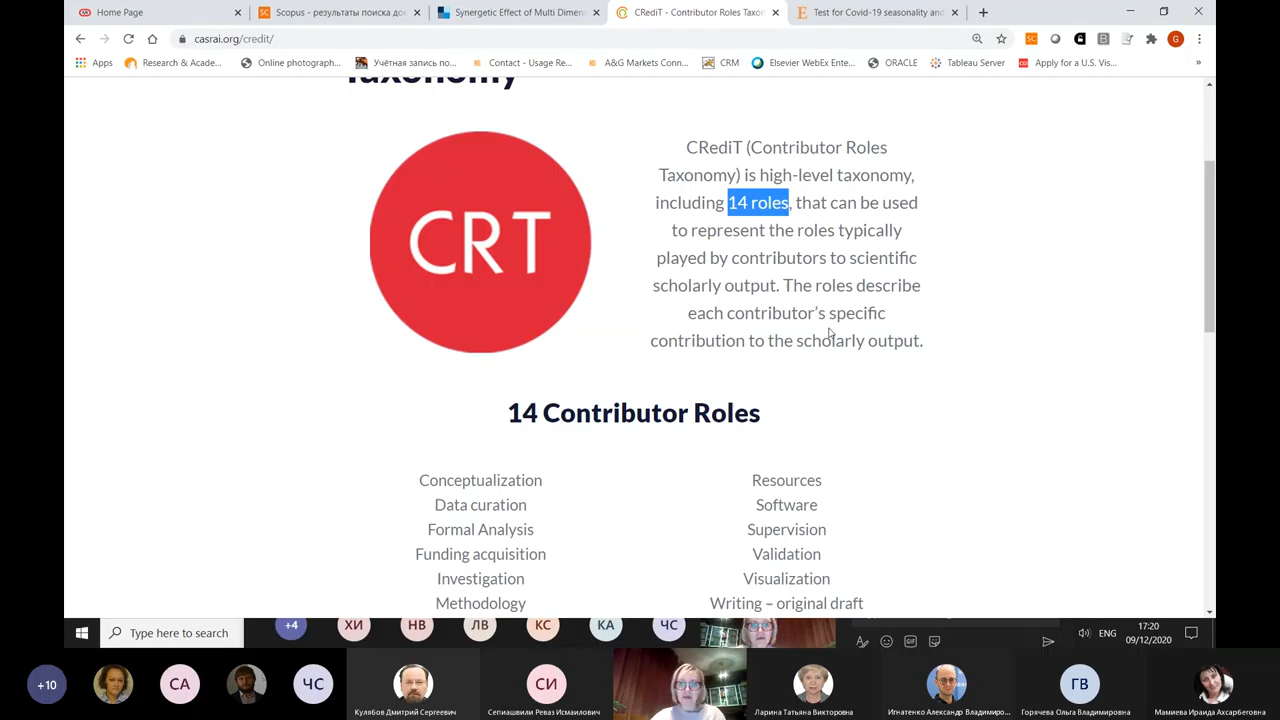 Home Page
Scopus - результаты поиска до
Synergetic Effect of Multi Dimens
CRediT - Contributor Roles Taxon
Test for Covid-19 seasonality and
casrai.org/credit/
Apps
Research & Acade...
Online photograph...
Учётная запись по...
Contact - Usage Re...
A&G Markets Conn...
CRM
Elsevier WebEx Ente...
ORACLE
Tableau Server
Apply for a U.S. Vis...
Taxonomy
CRT
CRediT (Contributor Roles
Taxonomy) is high-level taxonomy,
including 14 roles, that can be used
to represent the roles typically
played by contributors to scientific
scholarly output. The roles describe
each contributor’s specific
contribution to the scholarly output.
14 Contributor Roles
Conceptualization
Data curation
Formal Analysis
Funding acquisition
Investigation
Methodology
Resources
Software
Supervision
Validation
Visualization
Writing – original draft
Type here to search
+4
ХИ
НВ
ЛВ
КС
КА
ЧС
ENG
17:20
09/12/2020
+10
СА
ЧС
Кулябов Дмитрий Сергеевич
СИ
Сепиашвили Реваз Исмаилович
Ларина Татьяна Викторовна
Игнатенко Александр Владимиро...
ГВ
Горячева Ольга Владимировна
Мамиева Ираида Ахсарбеговна